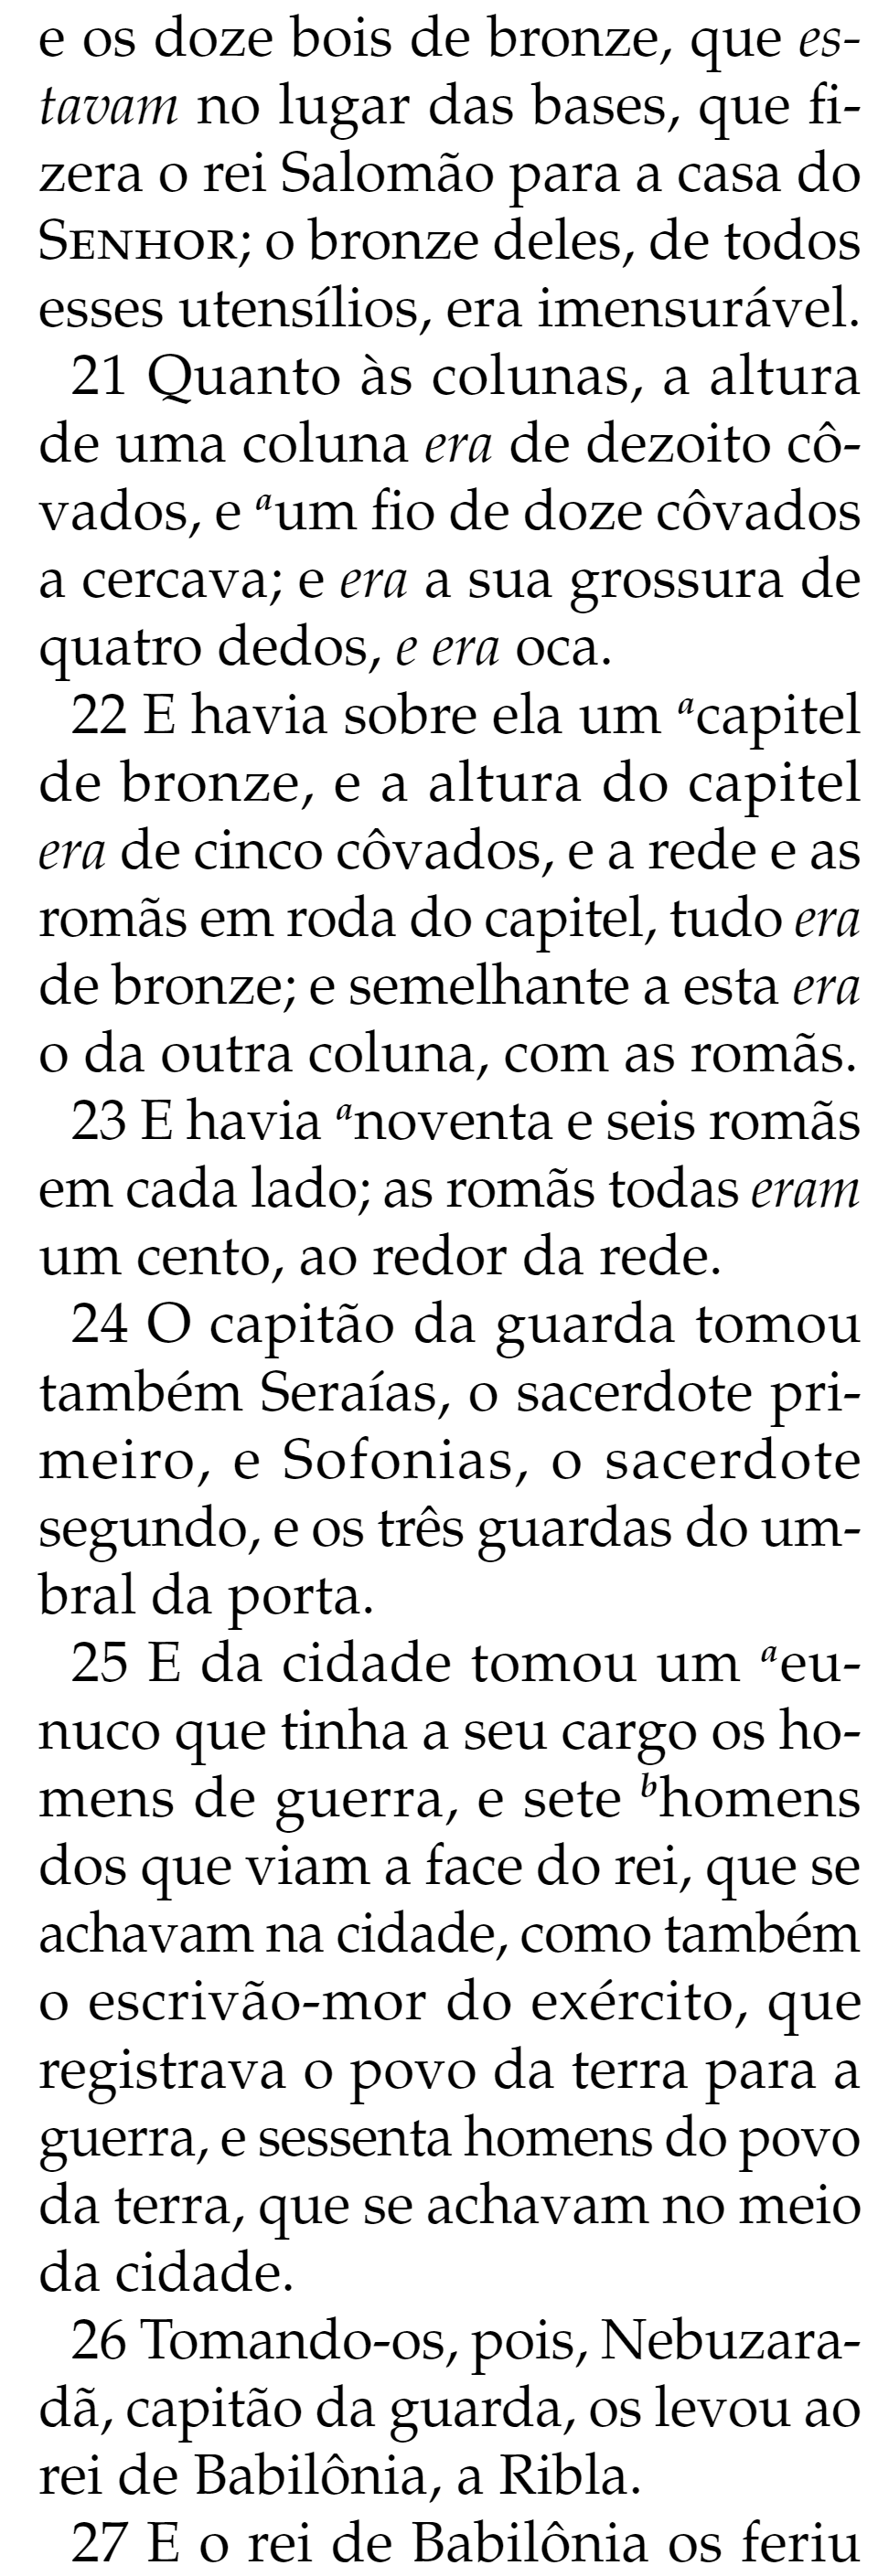 e os doze bois de bronze, que es-
tavam no lugar das bases, que fi-
zera o rei Salomão para a casa do
SENHOR; o bronze deles, de todos
esses utensílios, era imensurável.
21 Quanto às colunas, a altura
de uma coluna era de dezoito cô-
vados, e aum fio de doze côvados
a cercava; e era a sua grossura de
quatro dedos, e era oca.
22 E havia sobre ela um acapitel
de bronze, e a altura do capitel
era de cinco côvados, e a rede e as
romãs em roda do capitel, tudo era
de bronze; e semelhante a esta era
o da outra coluna, com as romãs.
23 E havia anoventa e seis romãs
em cada lado; as romãs todas eram
um cento, ao redor da rede.
24 O capitão da guarda tomou
também Seraías, o sacerdote pri-
meiro, e Sofonias, o sacerdote
segundo, e os três guardas do um-
bral da porta.
25 E da cidade tomou um aeu-
nuco que tinha a seu cargo os ho-
mens de guerra, e sete bhomens
dos que viam a face do rei, que se
achavam na cidade, como também
o escrivão-mor do exército, que
registrava o povo da terra para a
guerra, e sessenta homens do povo
da terra, que se achavam no meio
da cidade.
26 Tomando-os, pois, Nebuzara-
dã, capitão da guarda, os levou ao
rei de Babilônia, a Ribla.
27 E o rei de Babilônia os feriu